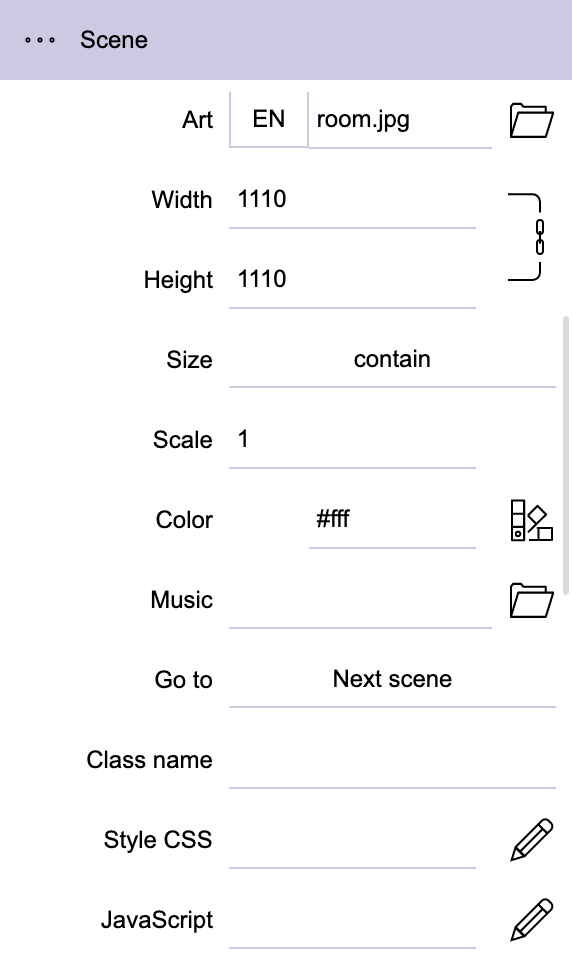 Scene
Art EN room.jpg
Width 1110
Height 1110
Size contain
Scale 1
Color #fff
Music
Go to Next scene
Class name
Style CSS
JavaScript